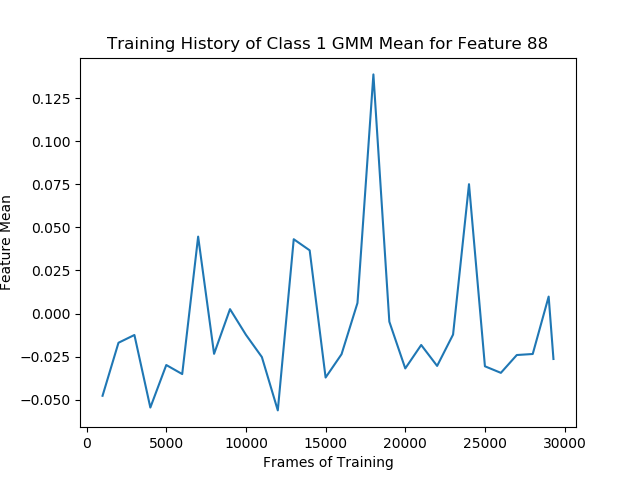 Training History of Class 1 GMM Mean for Feature 88
0.125
0.100
0.075
0.050
0.025
0.000
−0.025
−0.050
Feature Mean
0 5000 10000 15000 20000 25000 30000
Frames of Training